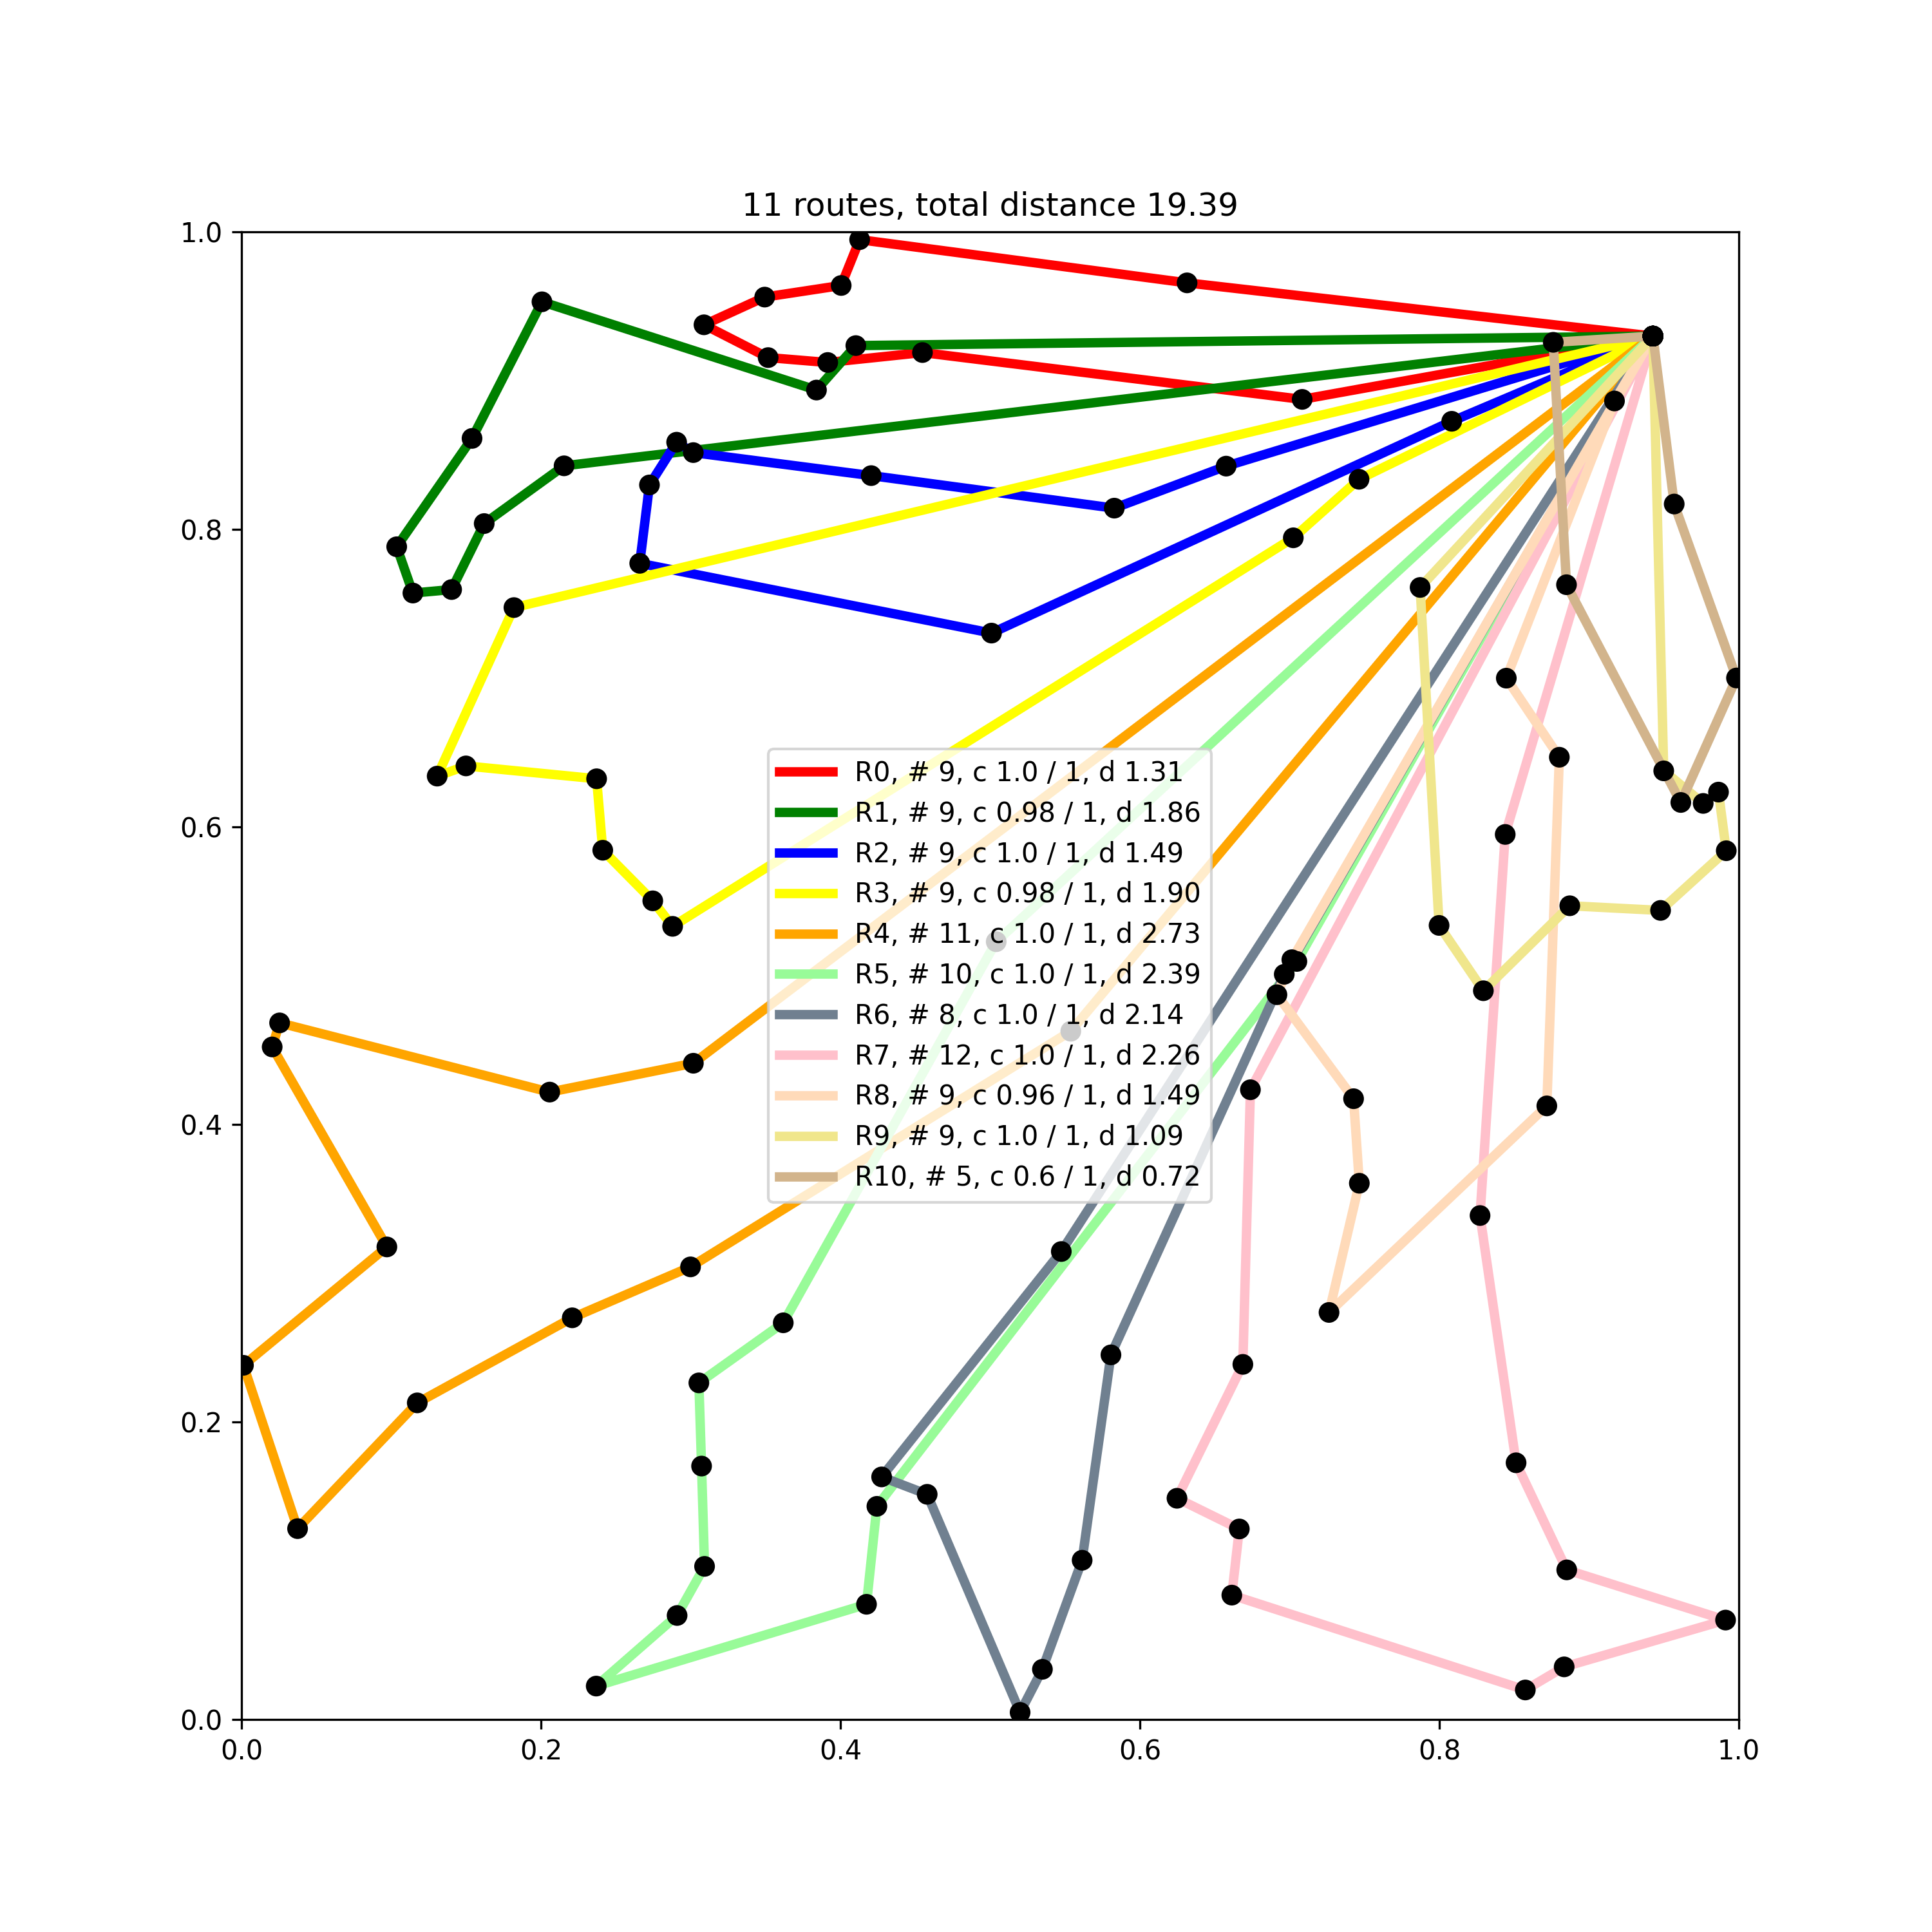 11 routes, total distance 19.39
1.0
0.8
0.6
0.4
0.2
0.0
R0, # 9, c 1.0 / 1, d 1.31
R1, # 9, c 0.98 / 1, d 1.86
R2, # 9, c 1.0 / 1, d 1.49
R3, # 9, c 0.98 / 1, d 1.90
R4, # 11, c 1.0 / 1, d 2.73
R5, # 10, c 1.0 / 1, d 2.39
R6, # 8, c 1.0 / 1, d 2.14
R7, # 12, c 1.0 / 1, d 2.26
R8, # 9, c 0.96 / 1, d 1.49
R9, # 9, c 1.0 / 1, d 1.09
R10, # 5, c 0.6 / 1, d 0.72
0.0 0.2 0.4 0.6 0.8 1.0